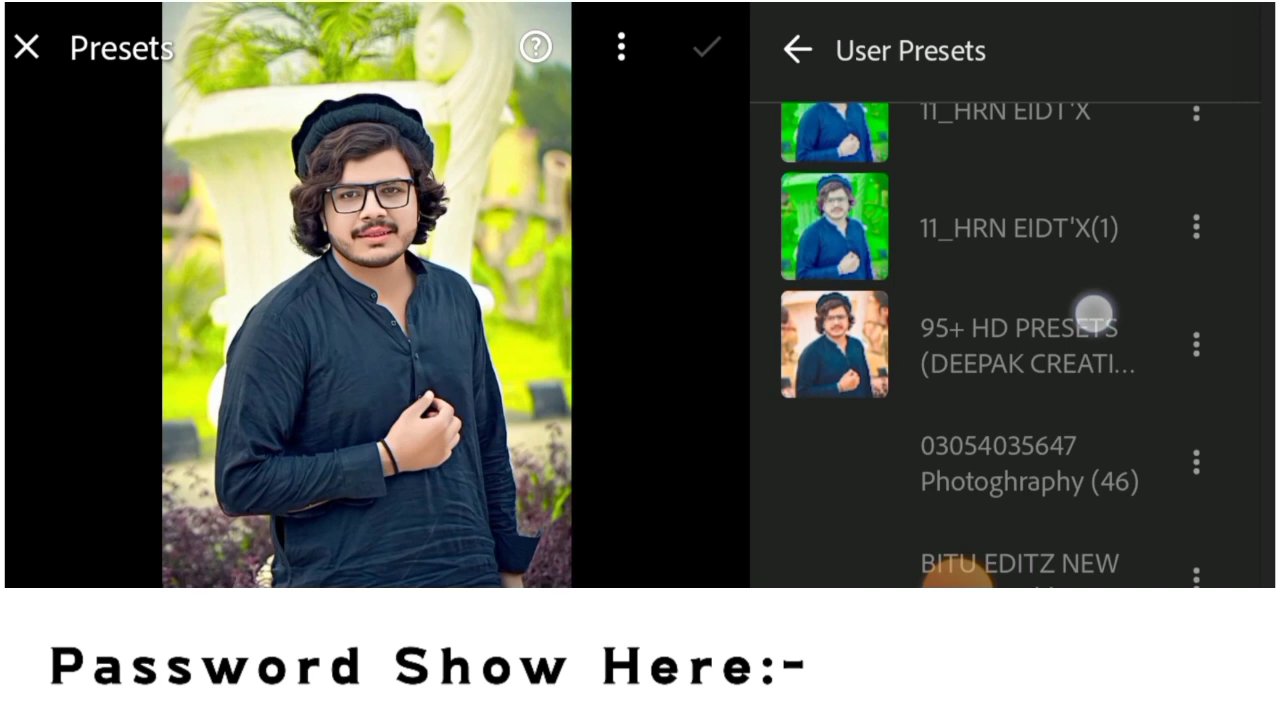 Presets
User Presets
11_HRN EIDT'X
11_HRN EIDT'X(1)
95+ HD PRESETS
(DEEPAK CREATI...
03054035647
Photoghraphy (46)
BITU EDITZ NEW
Password Show Here:-